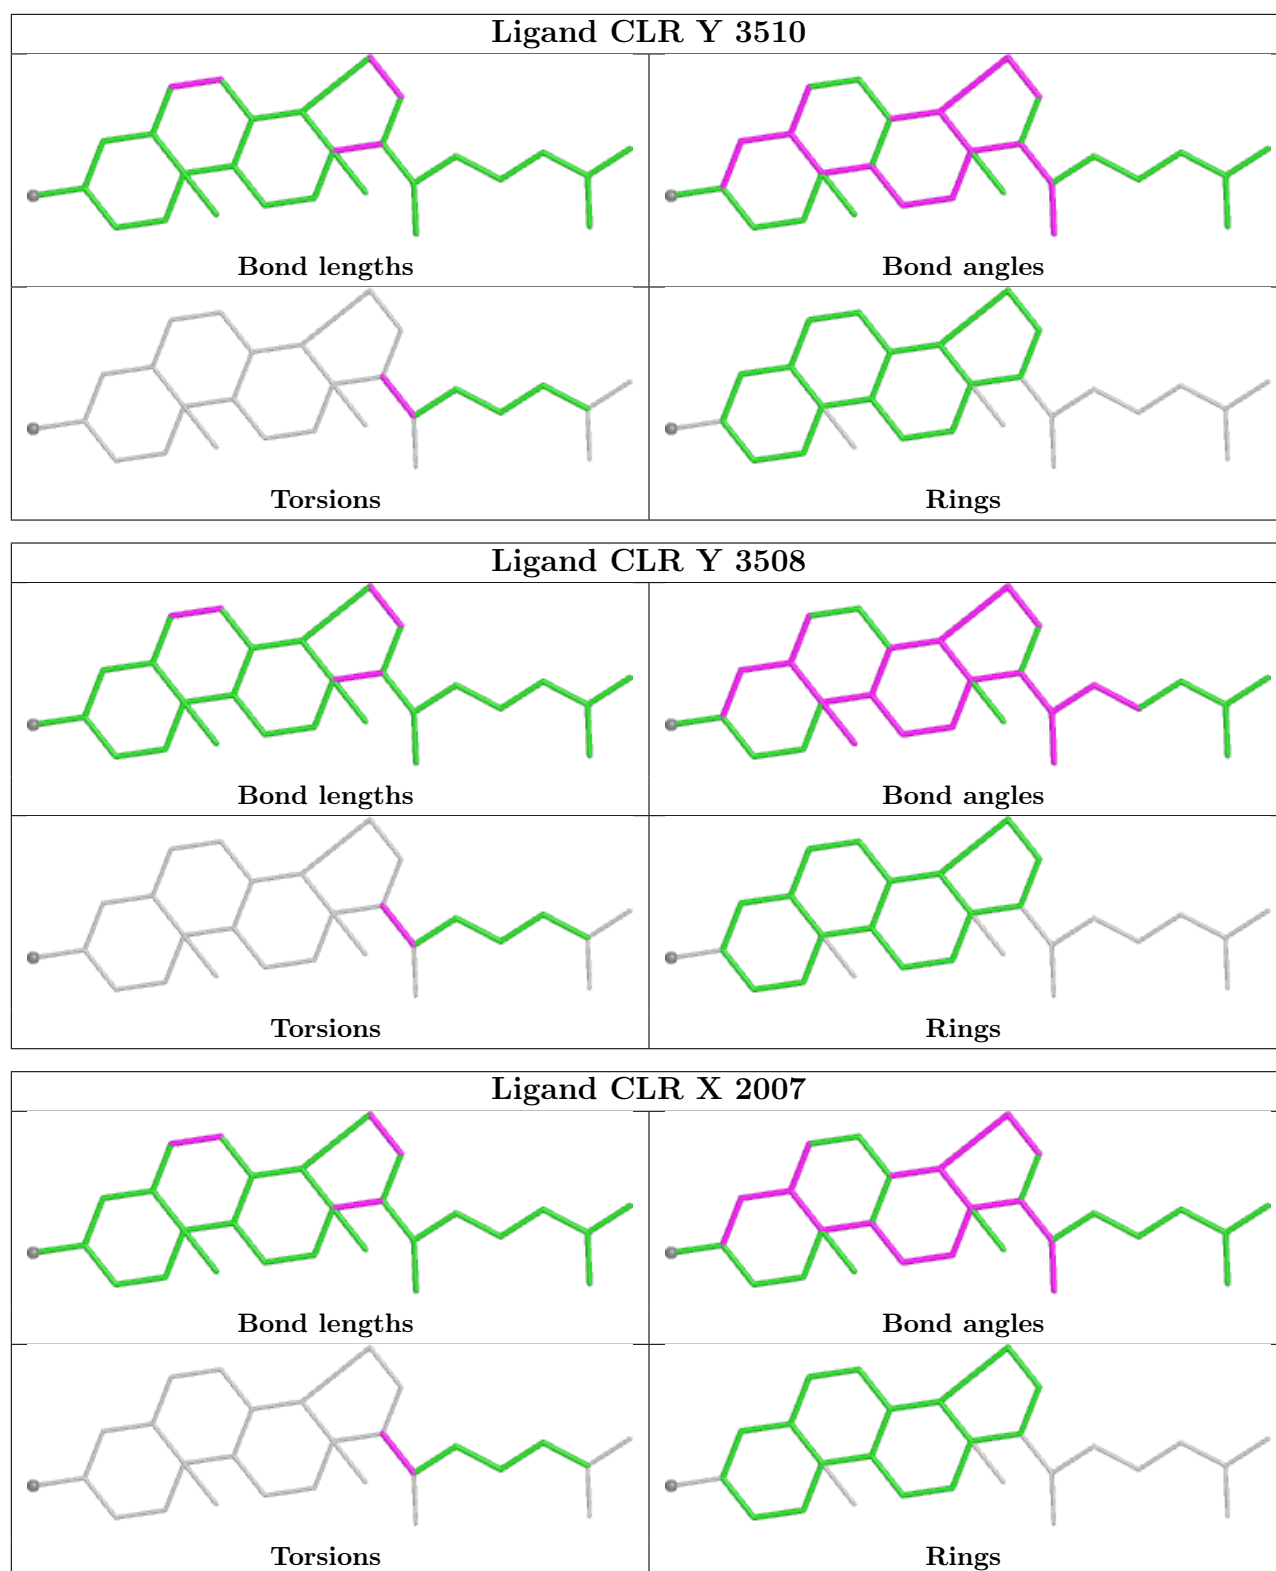 Ligand CLR Y 3510
Bond lengths
Bond angles
Torsions
Rings
Ligand CLR Y 3508
Bond lengths
Bond angles
Torsions
Rings
Ligand CLR X 2007
Bond lengths
Bond angles
Torsions
Rings